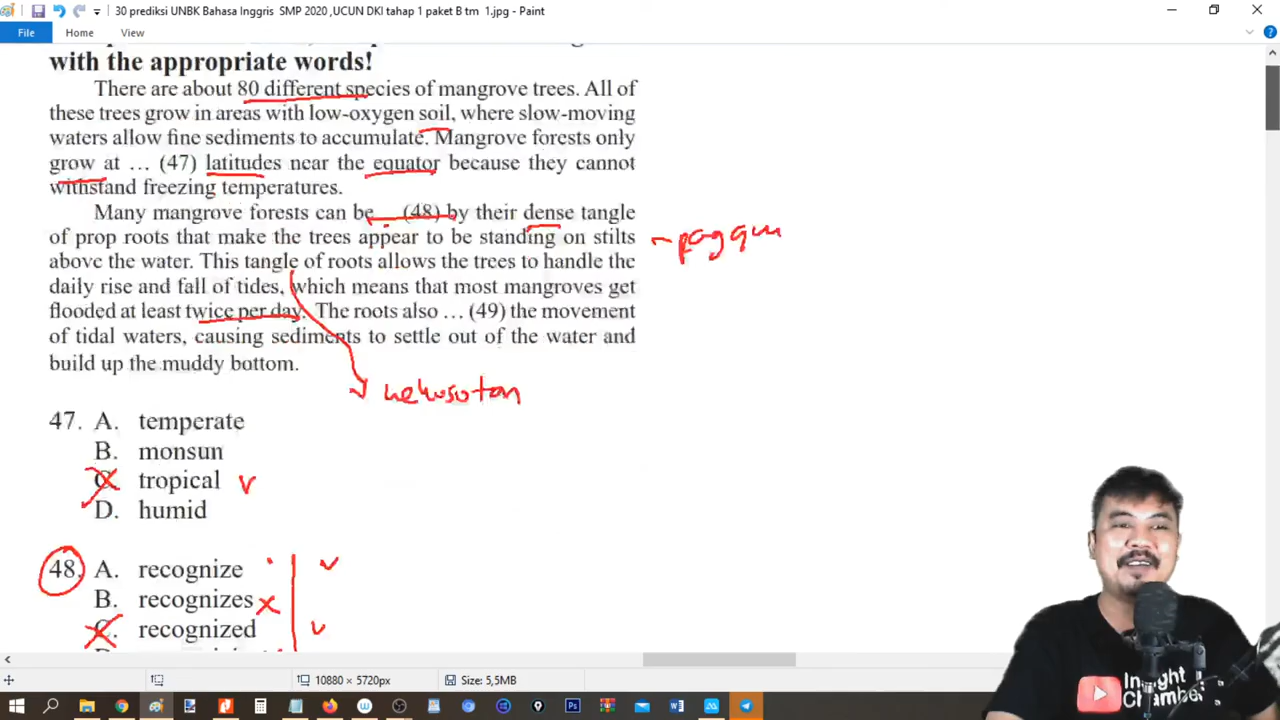 30 prediksi UNBK Bahasa Inggris SMP 2020 ,UCUN DKI tahap 1 paket B tm 1.jpg - Paint
File Home View
with the appropriate words!
There are about 80 different species of mangrove trees. All of
these trees grow in areas with low-oxygen soil, where slow-moving
waters allow fine sediments to accumulate. Mangrove forests only
grow at … (47) latitudes near the equator because they cannot
withstand freezing temperatures.
Many mangrove forests can be … (48) by their dense tangle
of prop roots that make the trees appear to be standing on stilts
above the water. This tangle of roots allows the trees to handle the
daily rise and fall of tides, which means that most mangroves get
flooded at least twice per day. The roots also … (49) the movement
of tidal waters, causing sediments to settle out of the water and
build up the muddy bottom.
47. A. temperate
B. monsun
C. tropical v
D. humid
48. A. recognize v
B. recognizes x
C. recognized v
10880 × 5720px
Size: 5,5MB
Insight
Chamber